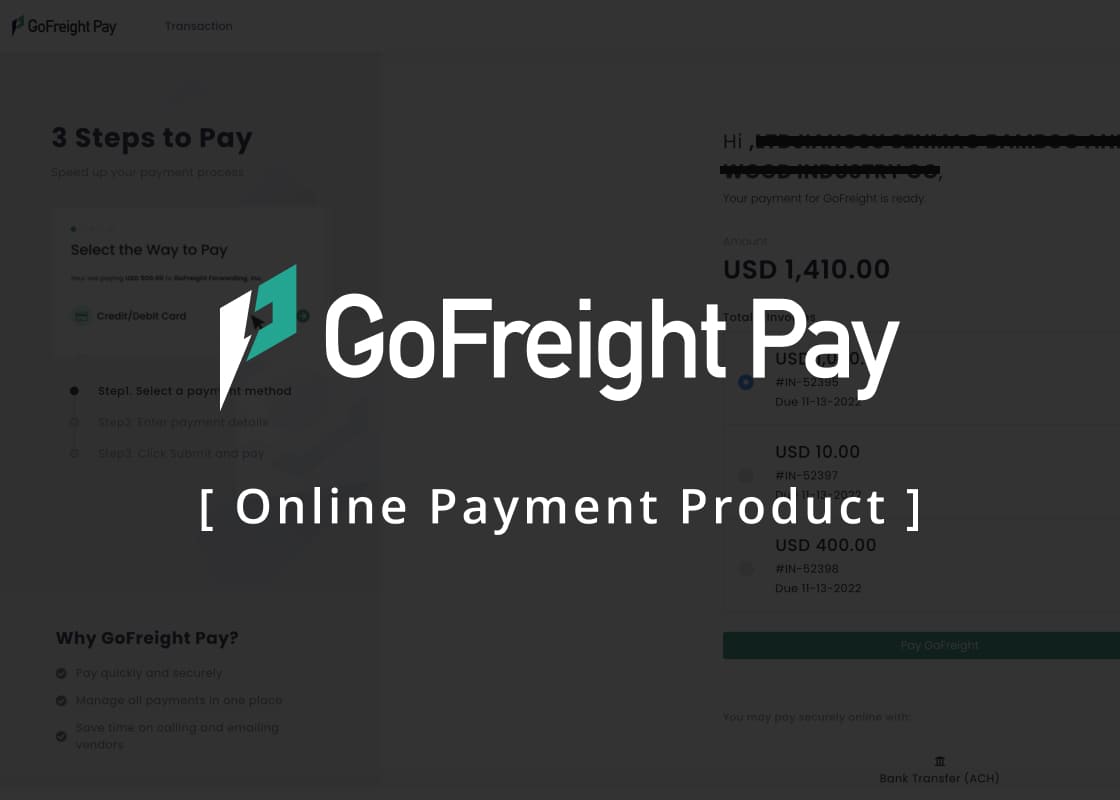 GoFreight Pay
Transaction
3 Steps to Pay
Speed up your payment process
Select the Way to Pay
Your are paying USD 500.00 to GoFreight Forwarding, Inc.
Credit/Debit Card
Step1. Select a payment method
Step2. Enter payment details
Step3. Click Submit and pay
Why GoFreight Pay?
Pay quickly and securely
Manage all payments in one place
Save time on calling and emailing
vendors
GoFreight Pay
[ Online Payment Product ]
Hi ,
Your payment for GoFreight is ready.
Amount
USD 1,410.00
Total Invoices
USD
#IN-52395
Due 11-13-2022
USD 10.00
#IN-52397
Due 11-13-2022
USD 400.00
#IN-52398
Due 11-13-2022
Pay GoFreight
You may pay securely online with:
Bank Transfer (ACH)